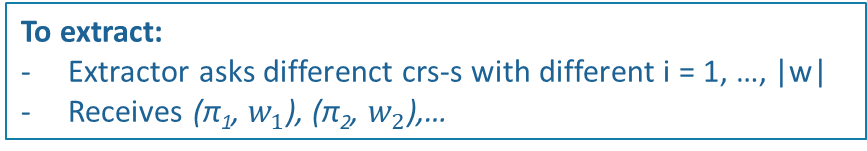 To extract:
- Extractor asks differenct crs-s with different i = 1, ..., |w|
- Receives (π₁, w₁), (π₂, w₂),...